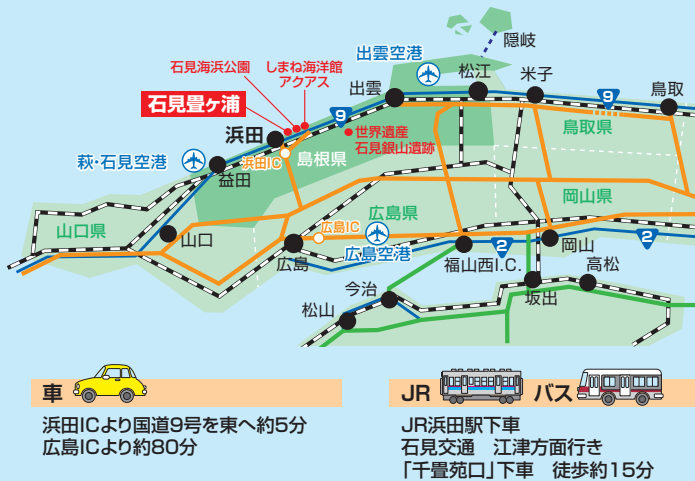 隠岐
出雲空港
石見海浜公園
しまね海洋館
アクアス
松江
米子
出雲
鳥取
9
9
石見畳ヶ浦
浜田
世界遺産
石見銀山遺跡
鳥取県
島根県
浜田IC
萩・石見空港
益田
岡山県
広島県
山口県
山口
広島IC
広島
広島空港
2
2
福山西I.C.
岡山
高松
坂出
今治
松山
車
浜田ICより国道9号を東へ約5分
広島ICより約80分
JR
バス
JR浜田駅下車
石見交通 江津方面行き
「千畳苑口」下車 徒歩約15分